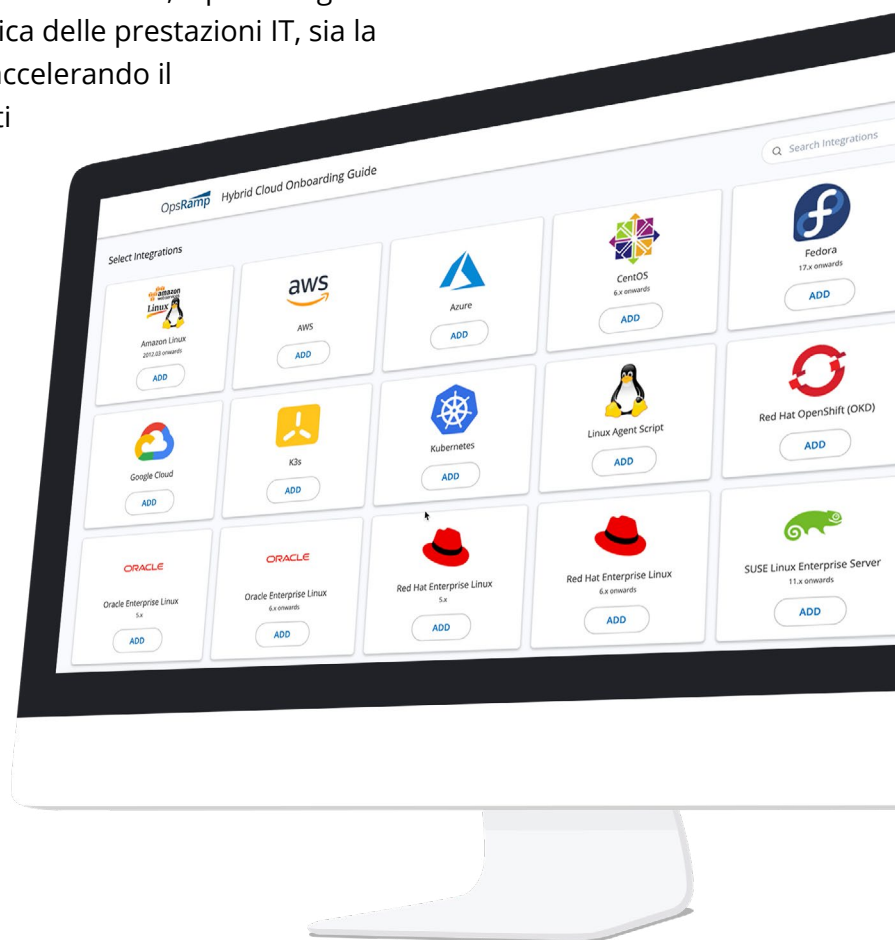 ica delle prestazioni IT, sia la
accelerando il
ti
OpsRamp Hybrid Cloud Onboarding Guide
Search Integrations
Select Integrations
amazon
Linux
Amazon Linux
2012.03 onwards
ADD
aws
AWS
ADD
Azure
ADD
CentOS
6.x onwards
ADD
Fedora
17.x onwards
ADD
Google Cloud
ADD
K3s
ADD
Kubernetes
ADD
Linux Agent Script
ADD
Red Hat OpenShift (OKD)
ADD
ORACLE
Oracle Enterprise Linux
5.x
ADD
ORACLE
Oracle Enterprise Linux
6.x onwards
ADD
Red Hat Enterprise Linux
5.x
ADD
Red Hat Enterprise Linux
6.x onwards
ADD
SUSE Linux Enterprise Server
11.x onwards
ADD